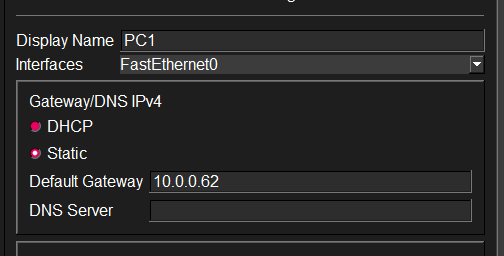 Display Name PC1
Interfaces FastEthernet0
Gateway/DNS IPv4
DHCP
Static
Default Gateway 10.0.0.62
DNS Server